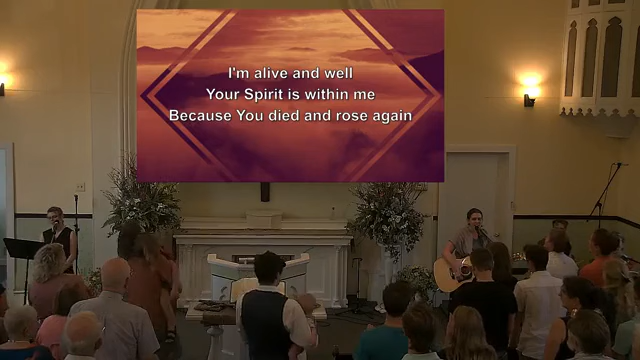 I'm alive and well
Your Spirit is within me
Because You died and rose again